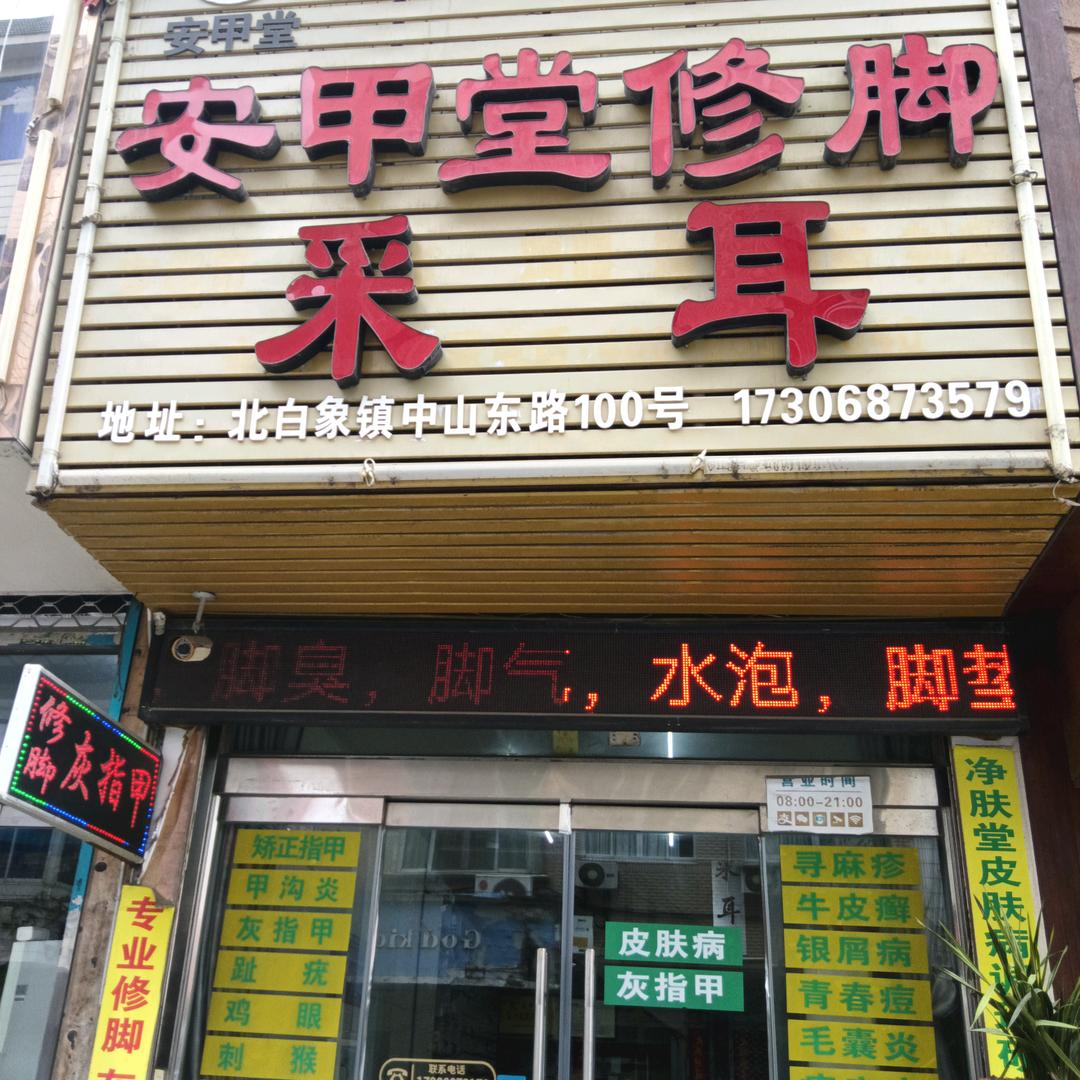 安甲堂
安甲堂修脚
采耳
地址：北白象镇中山东路100号 17306873579
脚臭，脚气，水泡，脚垫
修脚
灰指甲
营业时间
08:00-21:00
矫正指甲
甲沟炎
灰指甲
趾疣
鸡眼
刺猴
采耳
皮肤病
灰指甲
寻麻疹
牛皮癣
银屑病
青春痘
毛囊炎
专业修脚
净肤堂皮肤病
联系电话